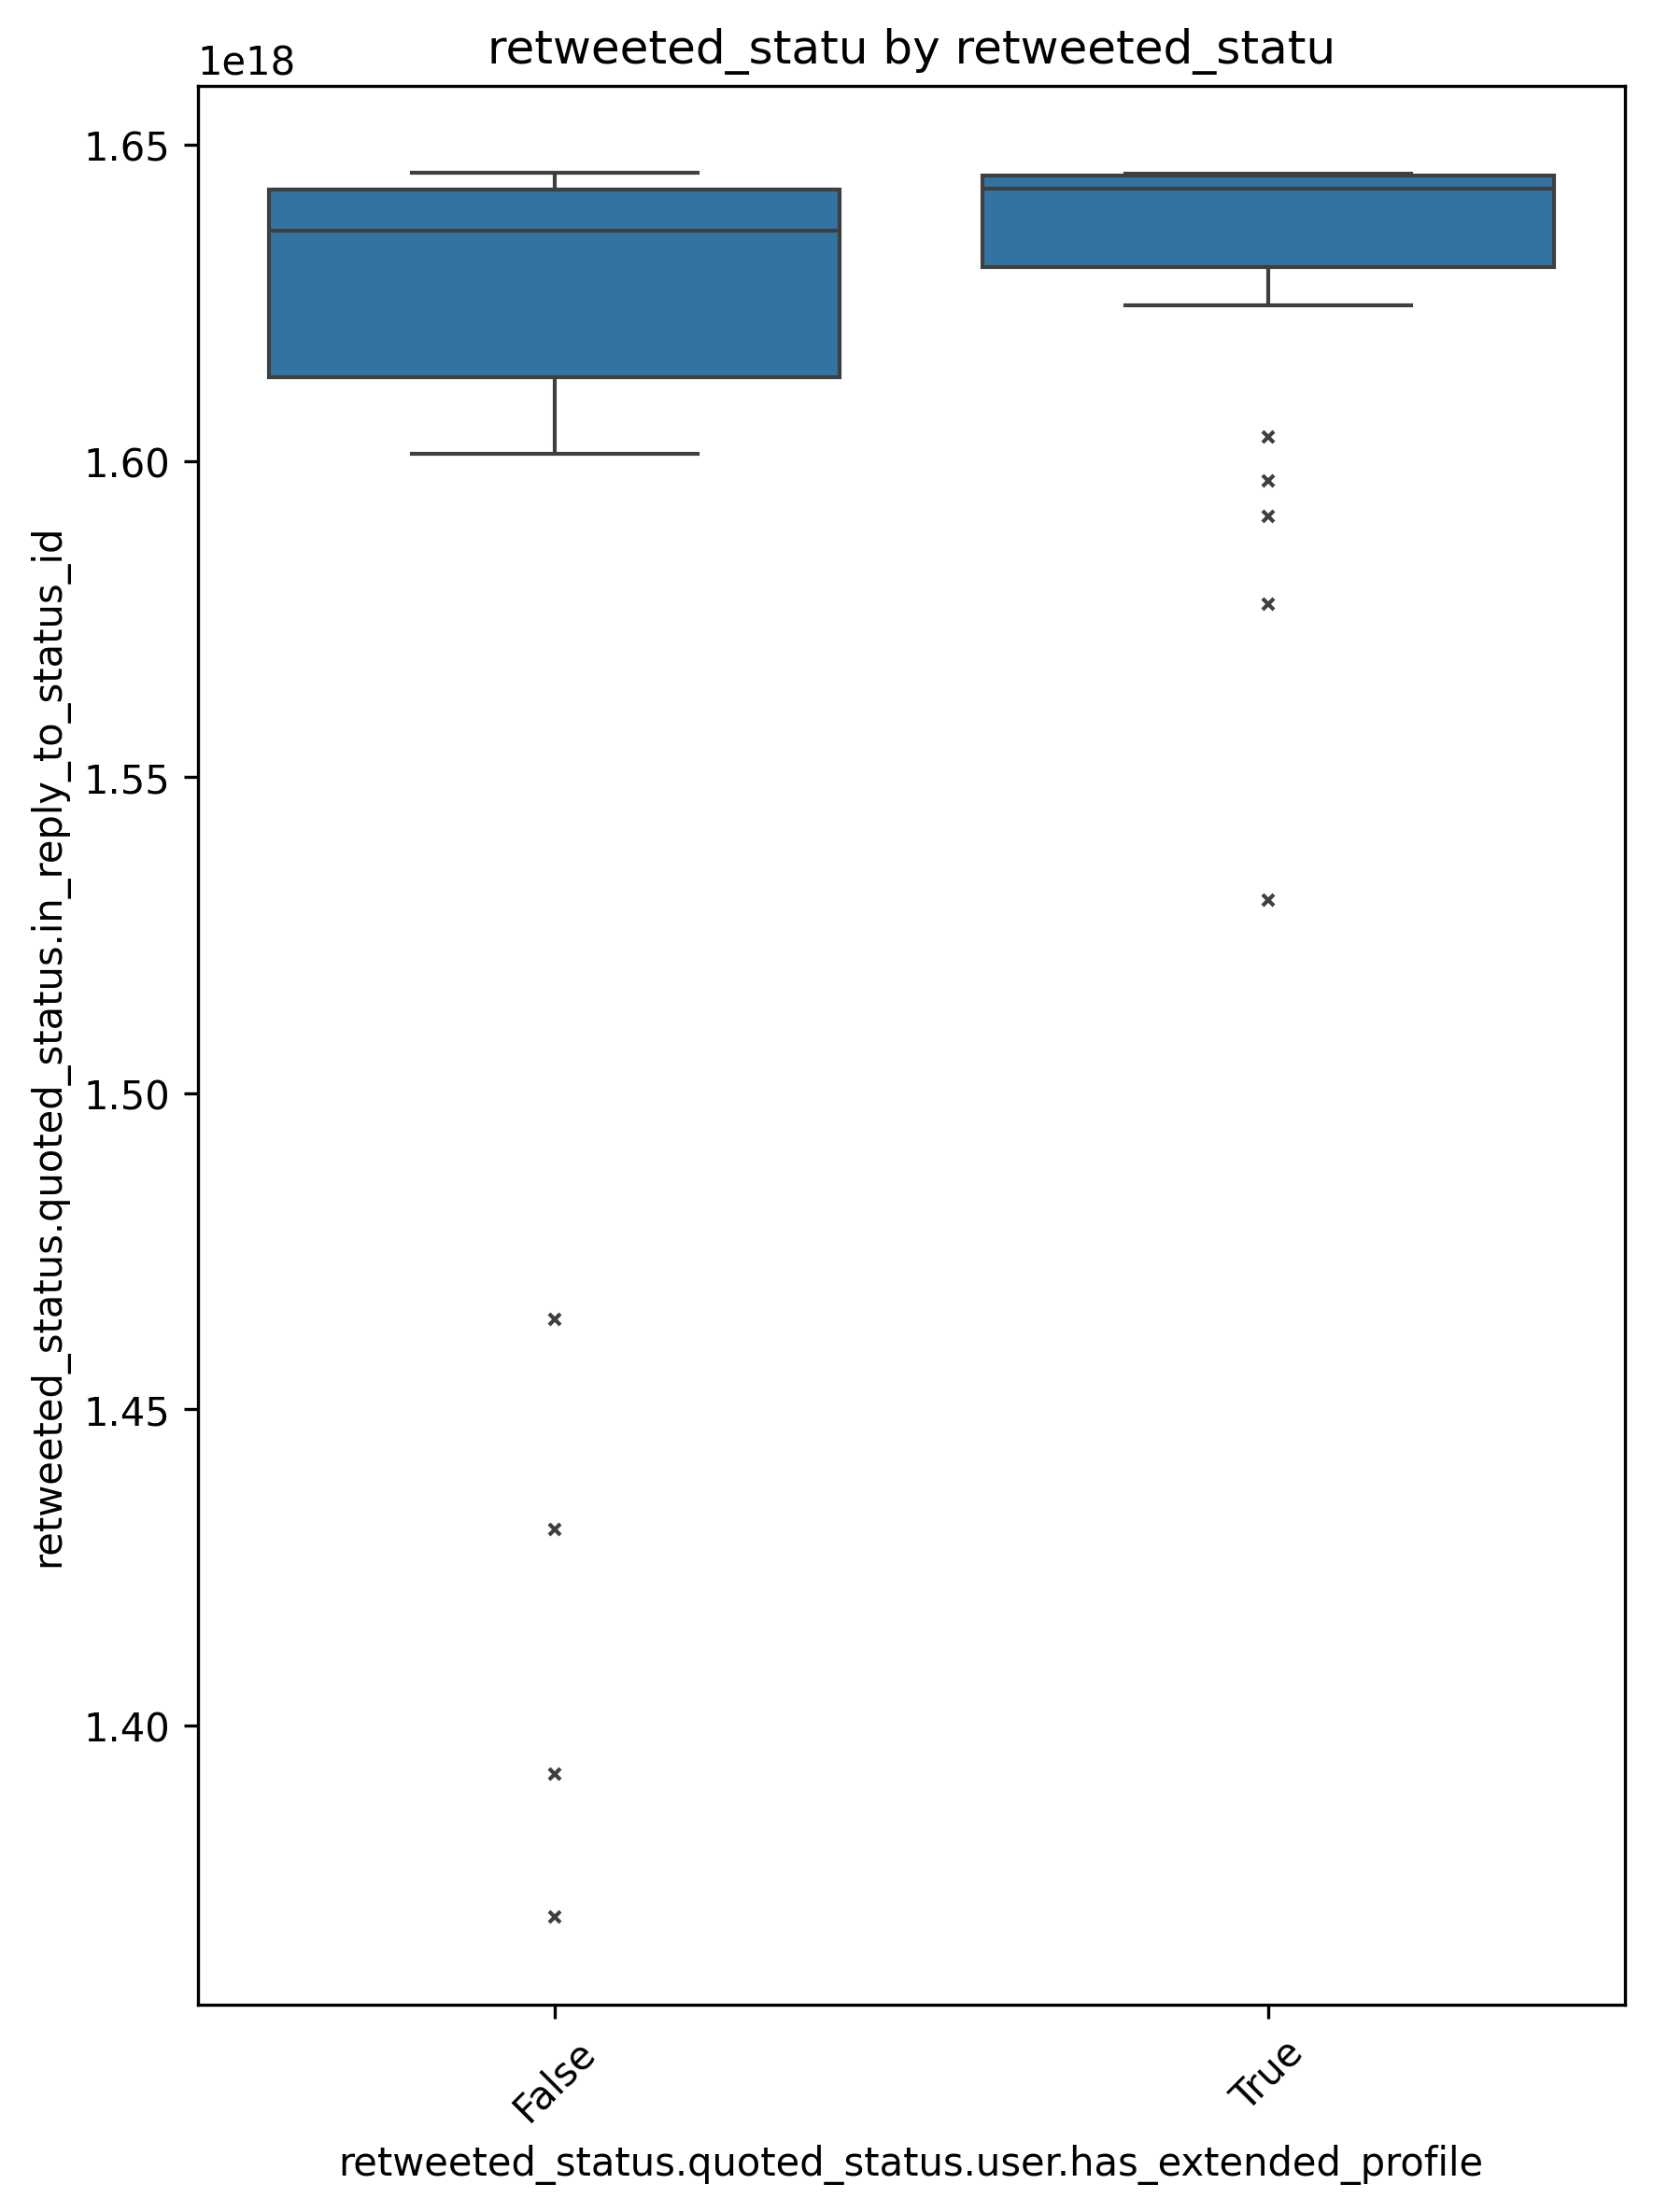 retweeted_statu by retweeted_statu
1e18
1.65
1.60
1.55
1.50
1.45
1.40
retweeted_status.quoted_status.in_reply_to_status_id
False
True
retweeted_status.quoted_status.user.has_extended_profile